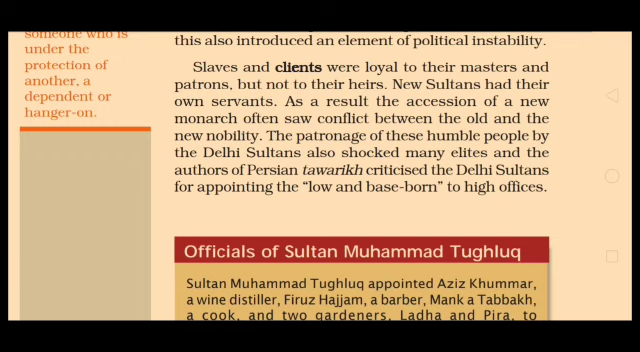 someone who is
under the
protection of
another, a
dependent or
hanger-on.
this also introduced an element of political instability.
Slaves and clients were loyal to their masters and
patrons, but not to their heirs. New Sultans had their
own servants. As a result the accession of a new
monarch often saw conflict between the old and
the new nobility. The patronage of these humble people by
the Delhi Sultans also shocked many elites and the
authors of Persian tawarikh criticised the Delhi Sultans
for appointing the “low and base-born” to high offices.
Officials of Sultan Muhammad Tughluq
Sultan Muhammad Tughluq appointed Aziz Khummar,
a wine distiller, Firuz Hajjam, a barber, Mank a Tabbakh,
a cook, and two gardeners, Ladha and Pira, to